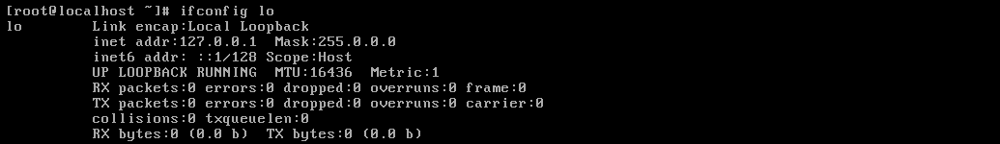 [root@localhost ~]# ifconfig lo
lo        Link encap:Local Loopback
          inet addr:127.0.0.1  Mask:255.0.0.0
          inet6 addr: ::1/128 Scope:Host
          UP LOOPBACK RUNNING  MTU:16436  Metric:1
          RX packets:0 errors:0 dropped:0 overruns:0 frame:0
          TX packets:0 errors:0 dropped:0 overruns:0 carrier:0
          collisions:0 txqueuelen:0
          RX bytes:0 (0.0 b)  TX bytes:0 (0.0 b)